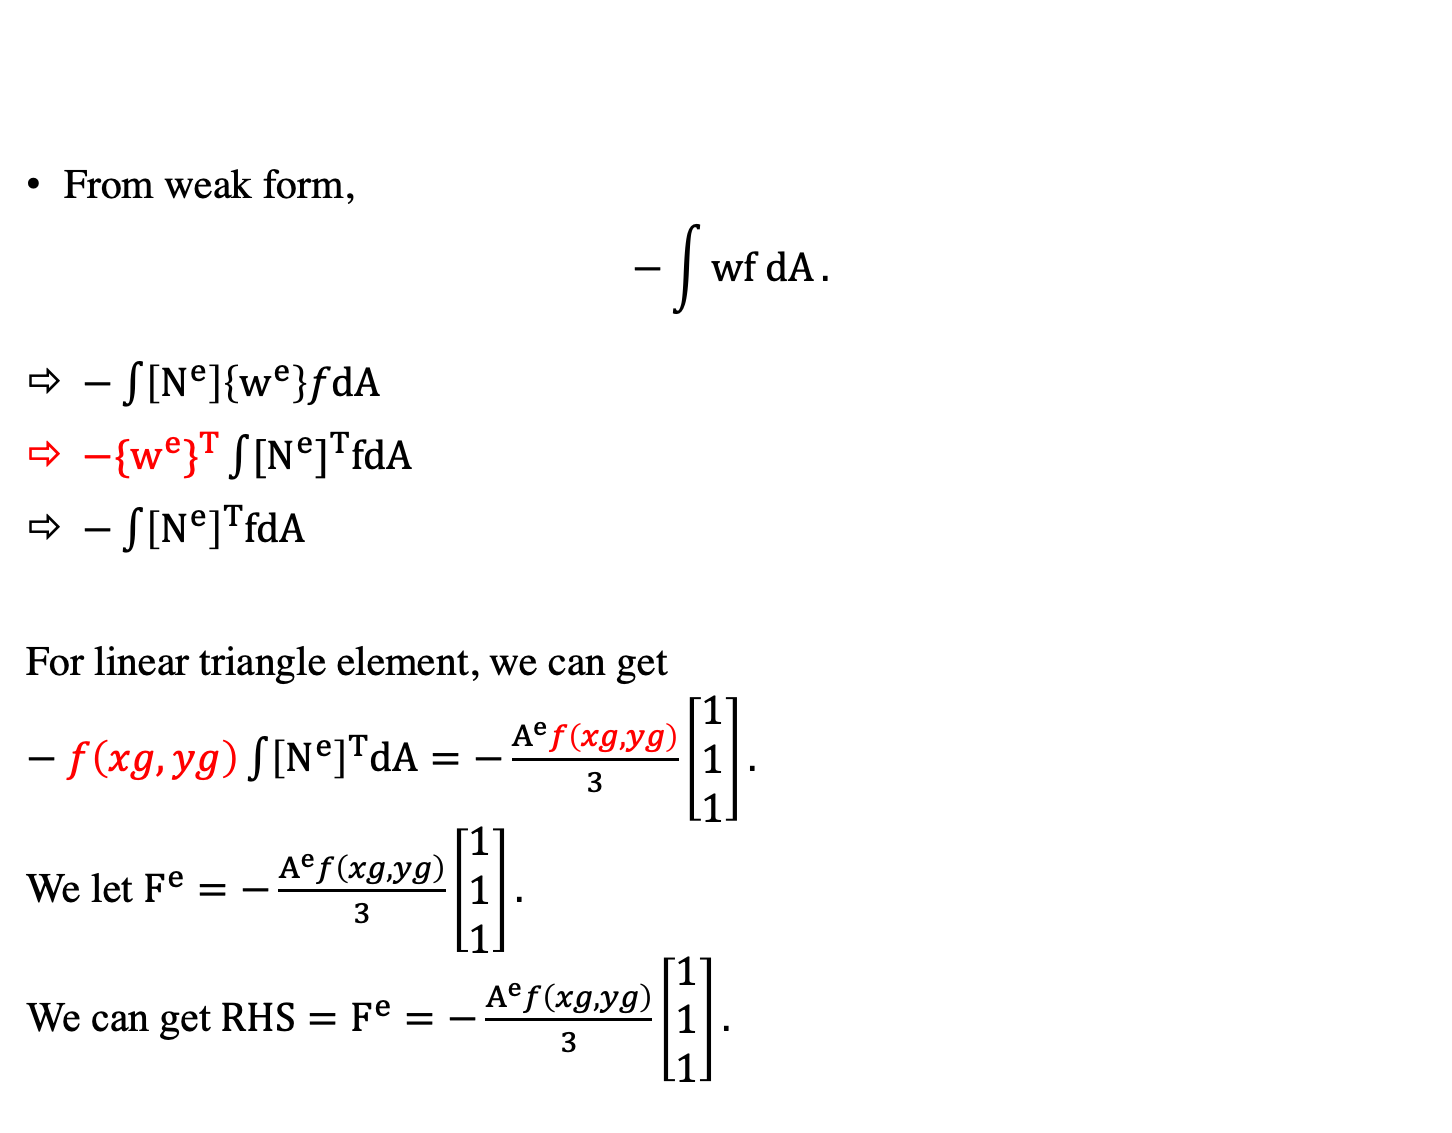 • From weak form,
− ∫ wf dA .
⇨ − ∫[Nᵉ]{wᵉ}fdA
⇨ −{wᵉ}ᵀ ∫[Nᵉ]ᵀfdA
⇨ − ∫[Nᵉ]ᵀfdA
For linear triangle element, we can get
− f(xg, yg) ∫[Nᵉ]ᵀdA = − Aᵉf(xg,yg)/3 [1 1 1].
We let Fᵉ = − Aᵉf(xg,yg)/3 [1 1 1].
We can get RHS = Fᵉ = − Aᵉf(xg,yg)/3 [1 1 1].